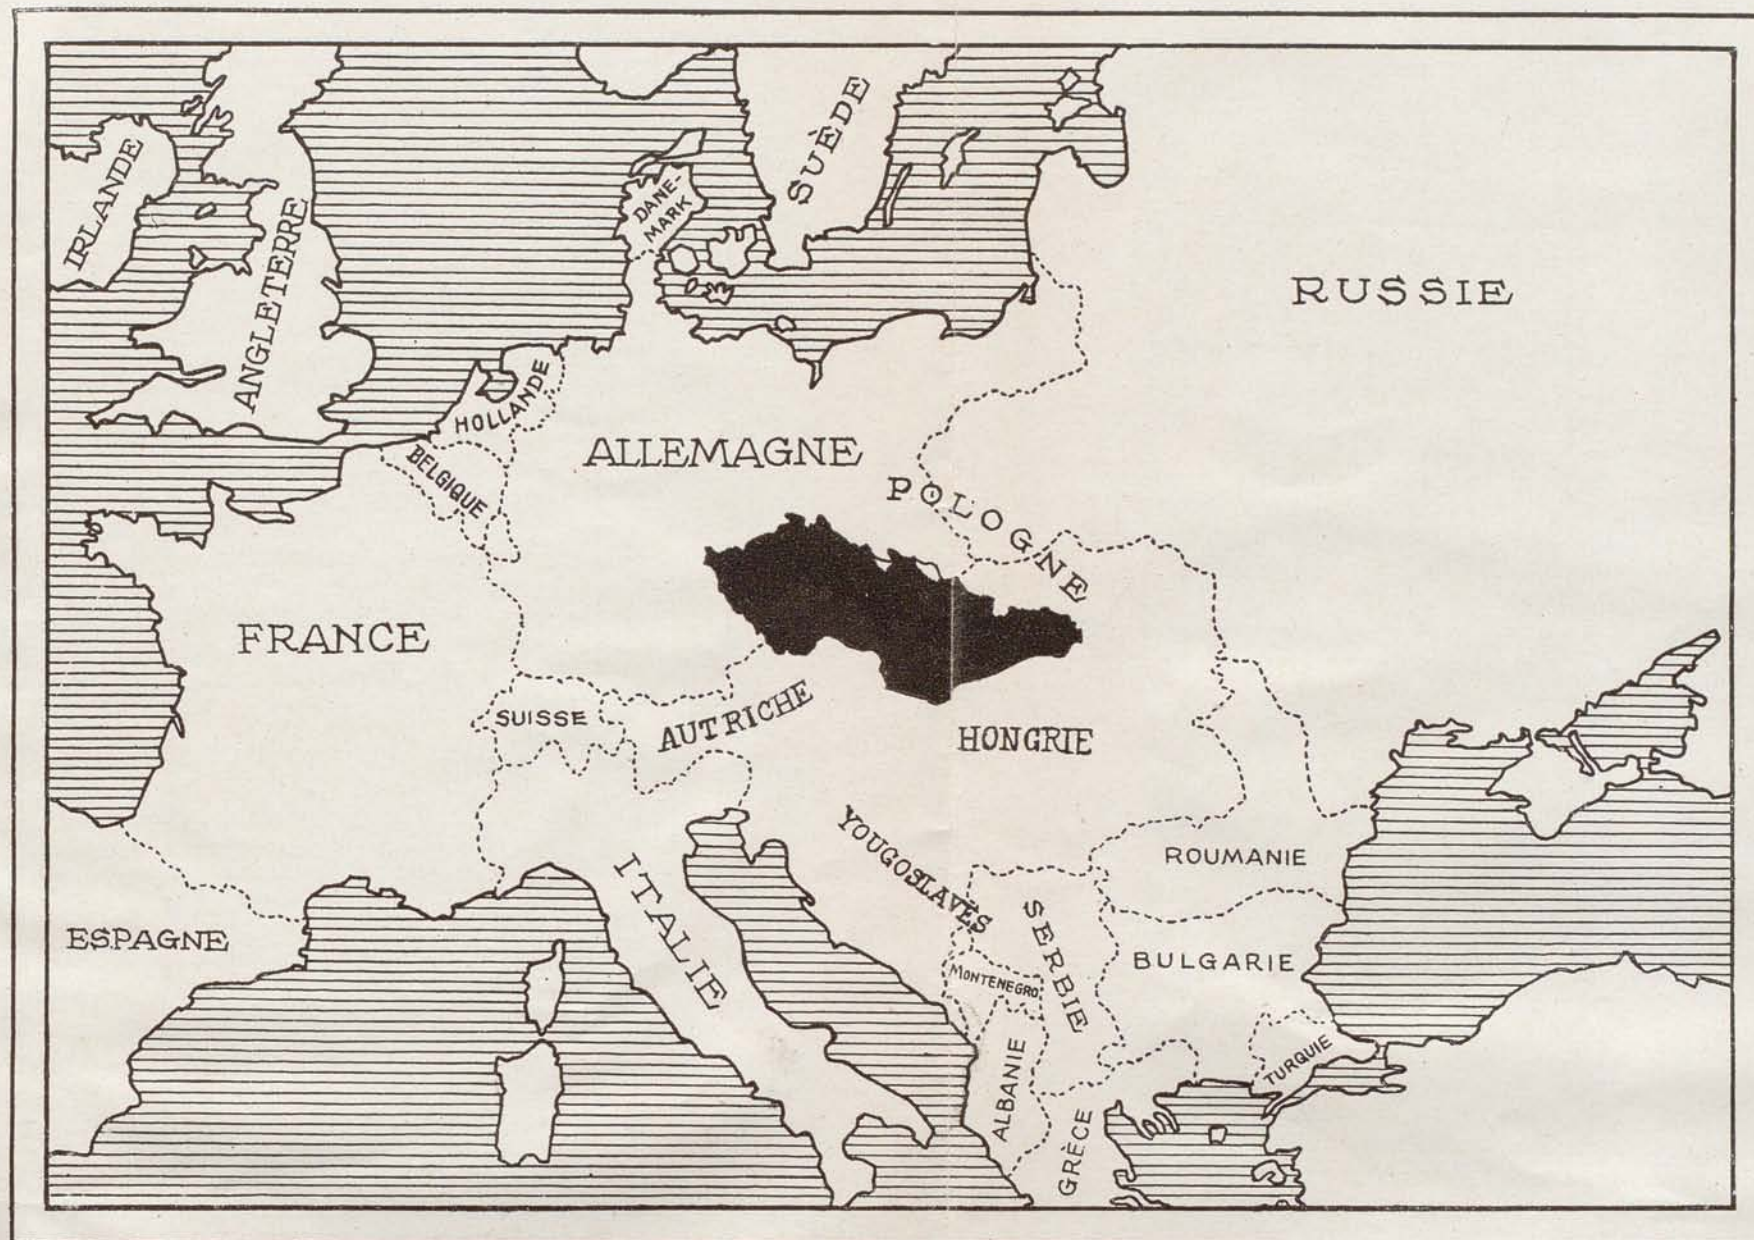 SUÈDE
IRLANDE
DANE-
MARK
ANGLETERRE
RUSSIE
HOLLANDE
ALLEMAGNE
BELGIQUE
POLOGNE
FRANCE
SUISSE
AUTRICHE
HONGRIE
YOUGOSLAVES
ROUMANIE
ITALIE
ESPAGNE
SERBIE
BULGARIE
MONTENEGRO
TURQUIE
ALBANIE
GRÈCE